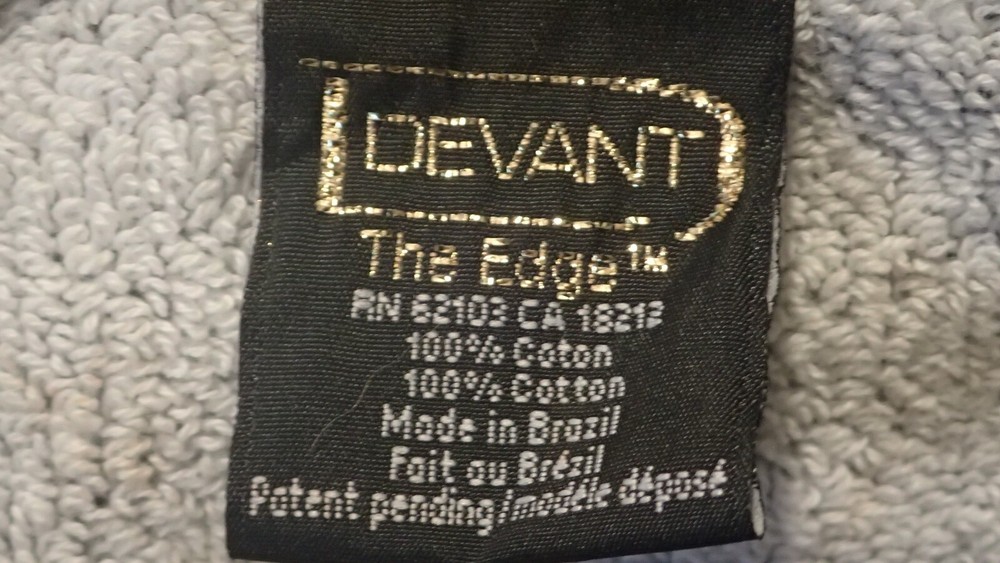 DEVANT
The Edge™
RN 62103 CA 18213
100% Coton
100% Cotton
Made in Brazil
Fait au Brésil
Patent pending/modèle déposé